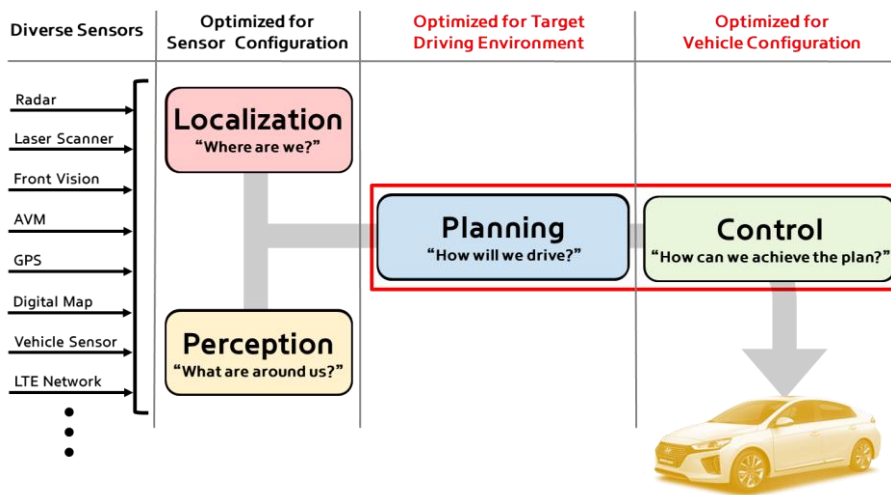 Diverse Sensors
Optimized for
Sensor Configuration
Optimized for Target
Driving Environment
Optimized for
Vehicle Configuration
Radar
Laser Scanner
Front Vision
AVM
GPS
Digital Map
Vehicle Sensor
LTE Network
Localization
“Where are we?”
Perception
“What are around us?”
Planning
“How will we drive?”
Control
“How can we achieve the plan?”